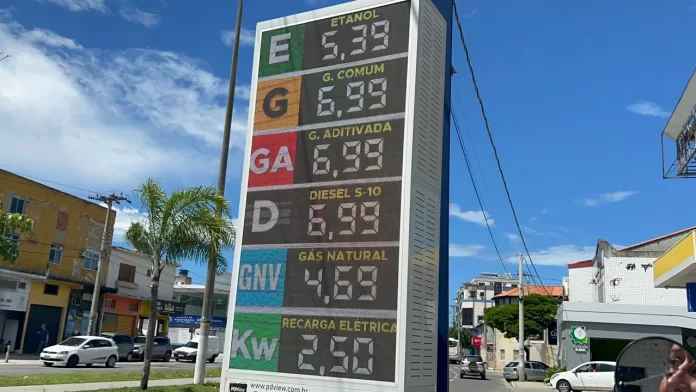 E
ETANOL
5,39
G
G. COMUM
6,99
GA
G. ADITIVADA
6,99
D
DIESEL S-10
6,99
GNV
GÁS NATURAL
4,69
KW
RECARGA ELÉTRICA
2,50
www.pdview.com.br